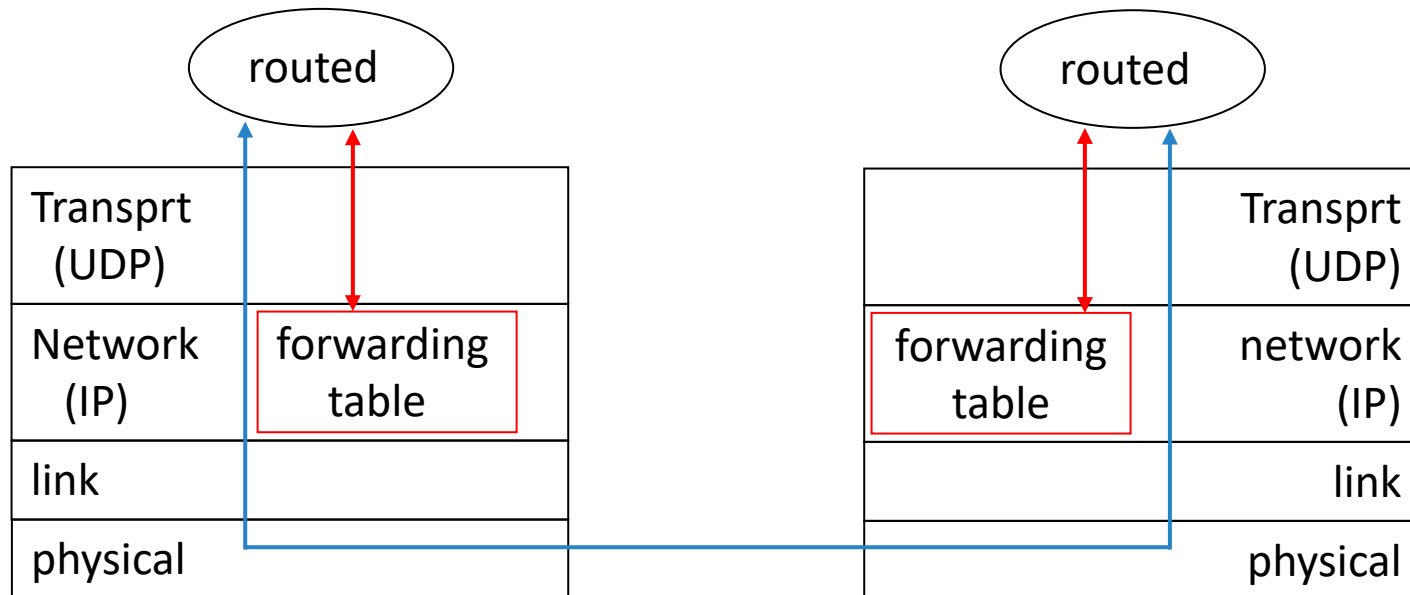 routed
routed
Transprt
(UDP)
Transprt
(UDP)
Network
(IP)
forwarding
table
forwarding
table
network
(IP)
link
link
physical
physical